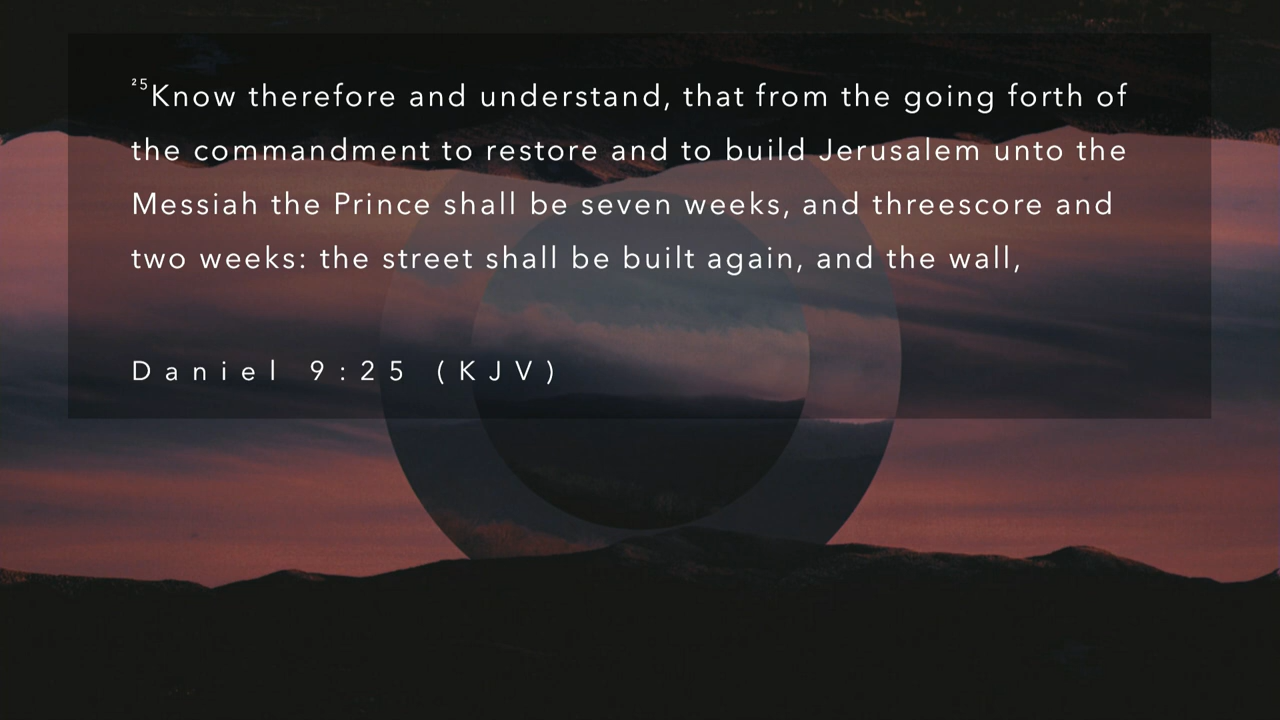 ²⁵Know therefore and understand, that from the going forth of
the commandment to restore and to build Jerusalem unto the
Messiah the Prince shall be seven weeks, and threescore and
two weeks: the street shall be built again, and the wall,
Daniel 9:25 (KJV)